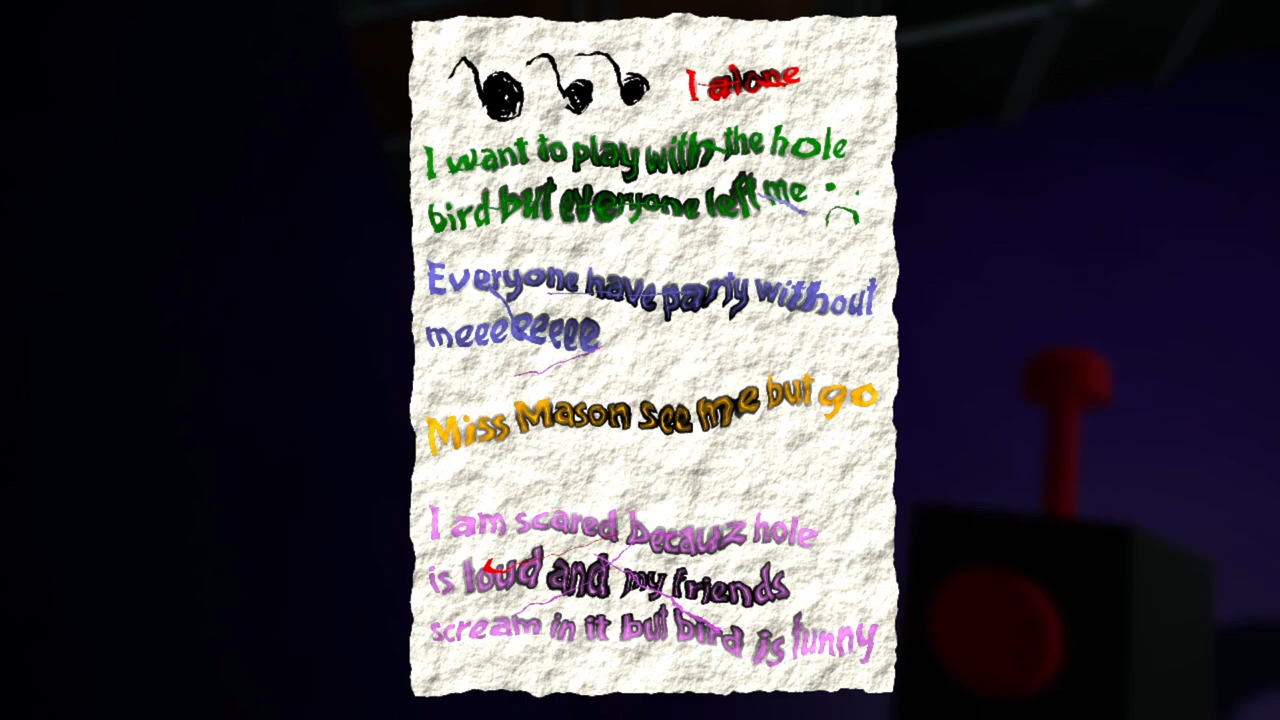 I alone
I want to play with the hole
bird but everyone left me :(
Everyone have party without
meeeeeeee
Miss Mason see me but go
I am scared becauz hole
is loud and my friends
scream in it but bird is funny